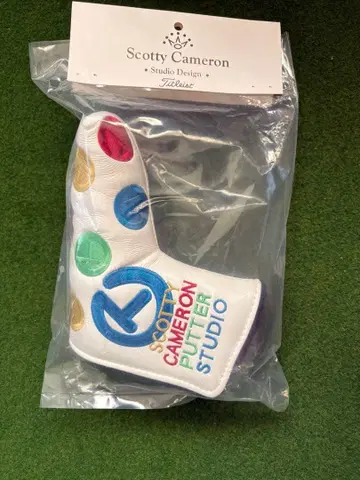 Scotty Cameron
• Studio Design •
Titleist
SCOTTY
CAMERON
PUTTER
STUDIO